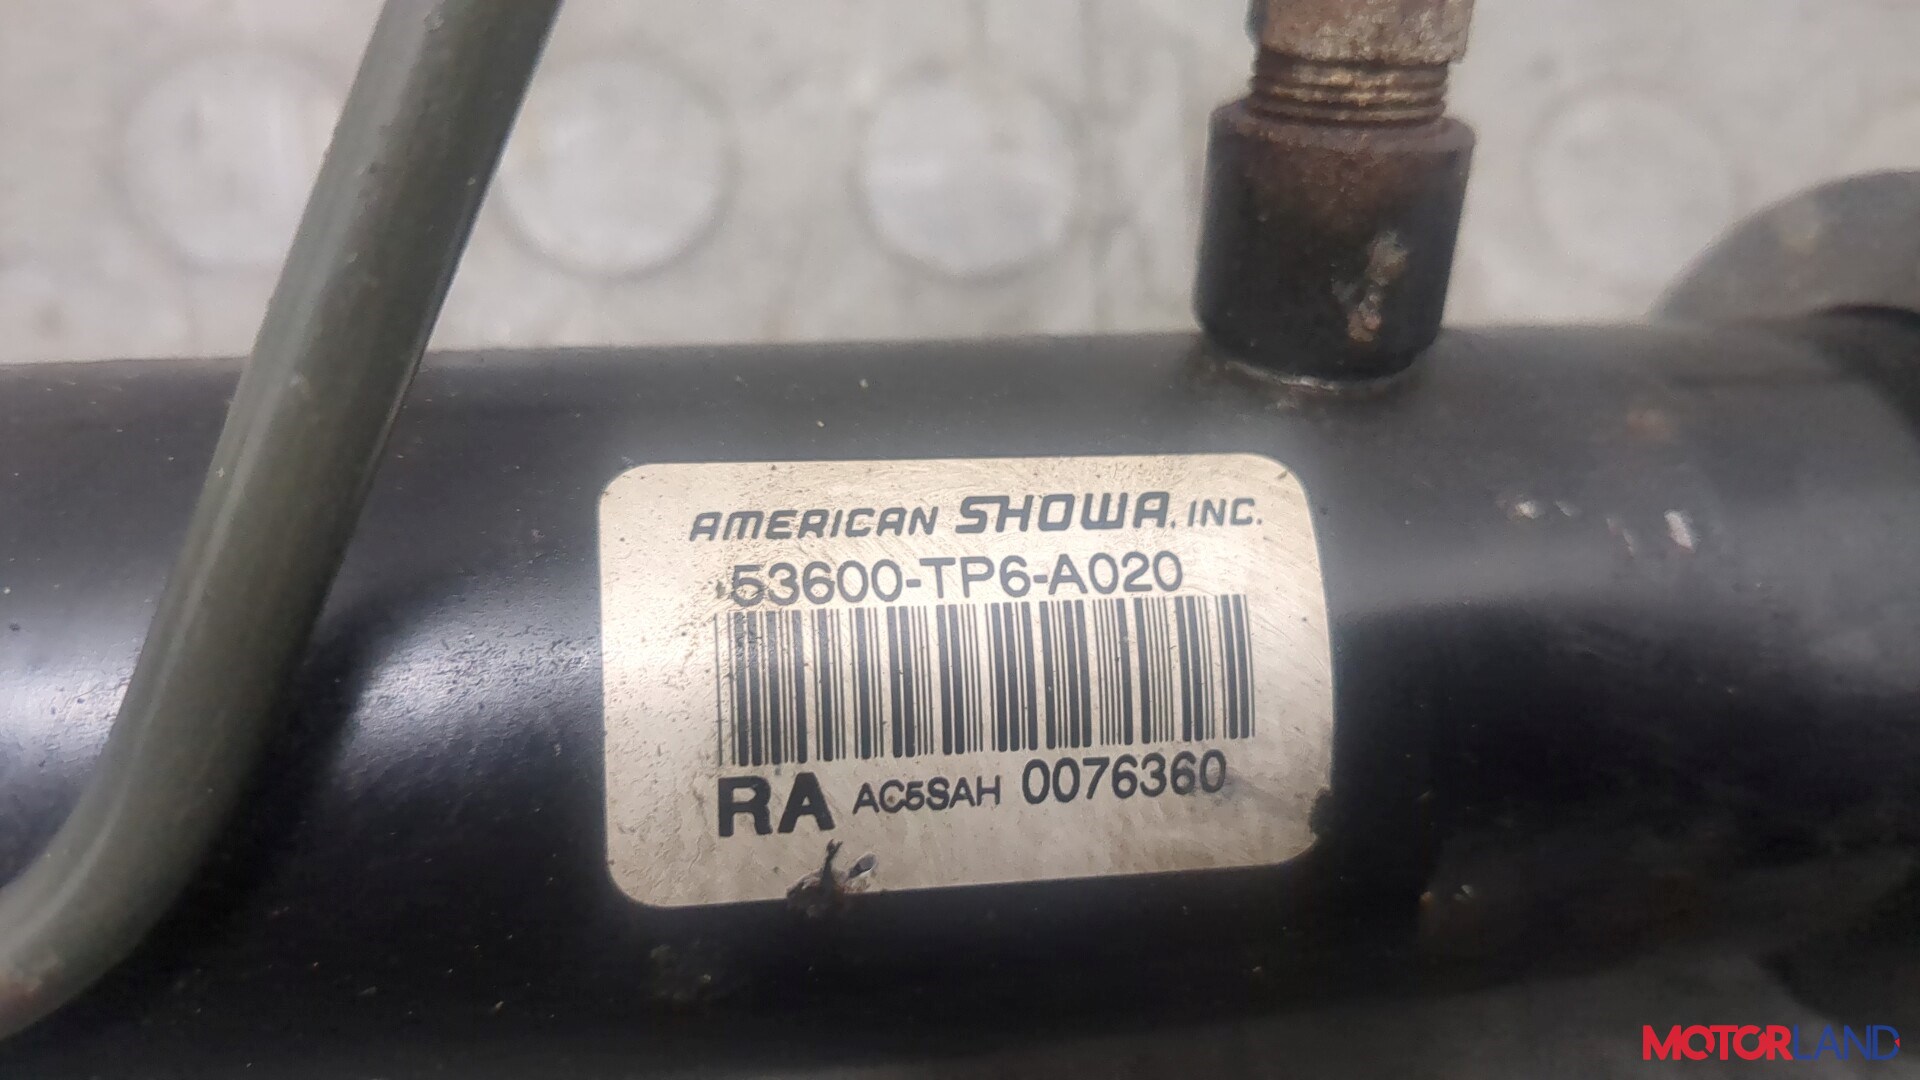 AMERICAN SHOWA, INC.
53600-TP6-A020
RA AC5SAH 0076360
MOTORLAND